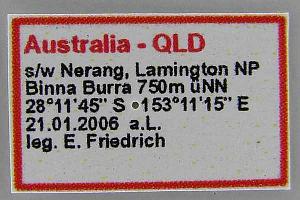 Australia - QLD
s/w Nerang, Lamington NP
Binna Burra 750m üNN
28°11'45" S - 153°11'15" E
21.01.2006 a.L.
leg. E. Friedrich